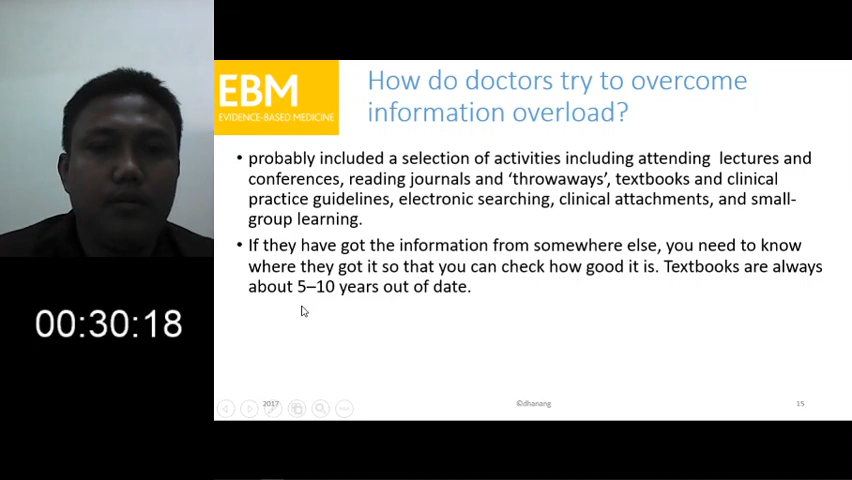 EBM
EVIDENCE-BASED MEDICINE
How do doctors try to overcome
information overload?
• probably included a selection of activities including attending lectures and
conferences, reading journals and ‘throwaways’, textbooks and clinical
practice guidelines, electronic searching, clinical attachments, and small-
group learning.
• If they have got the information from somewhere else, you need to know
where they got it so that you can check how good it is. Textbooks are always
about 5–10 years out of date.
00:30:18
2017
©dhanang
15